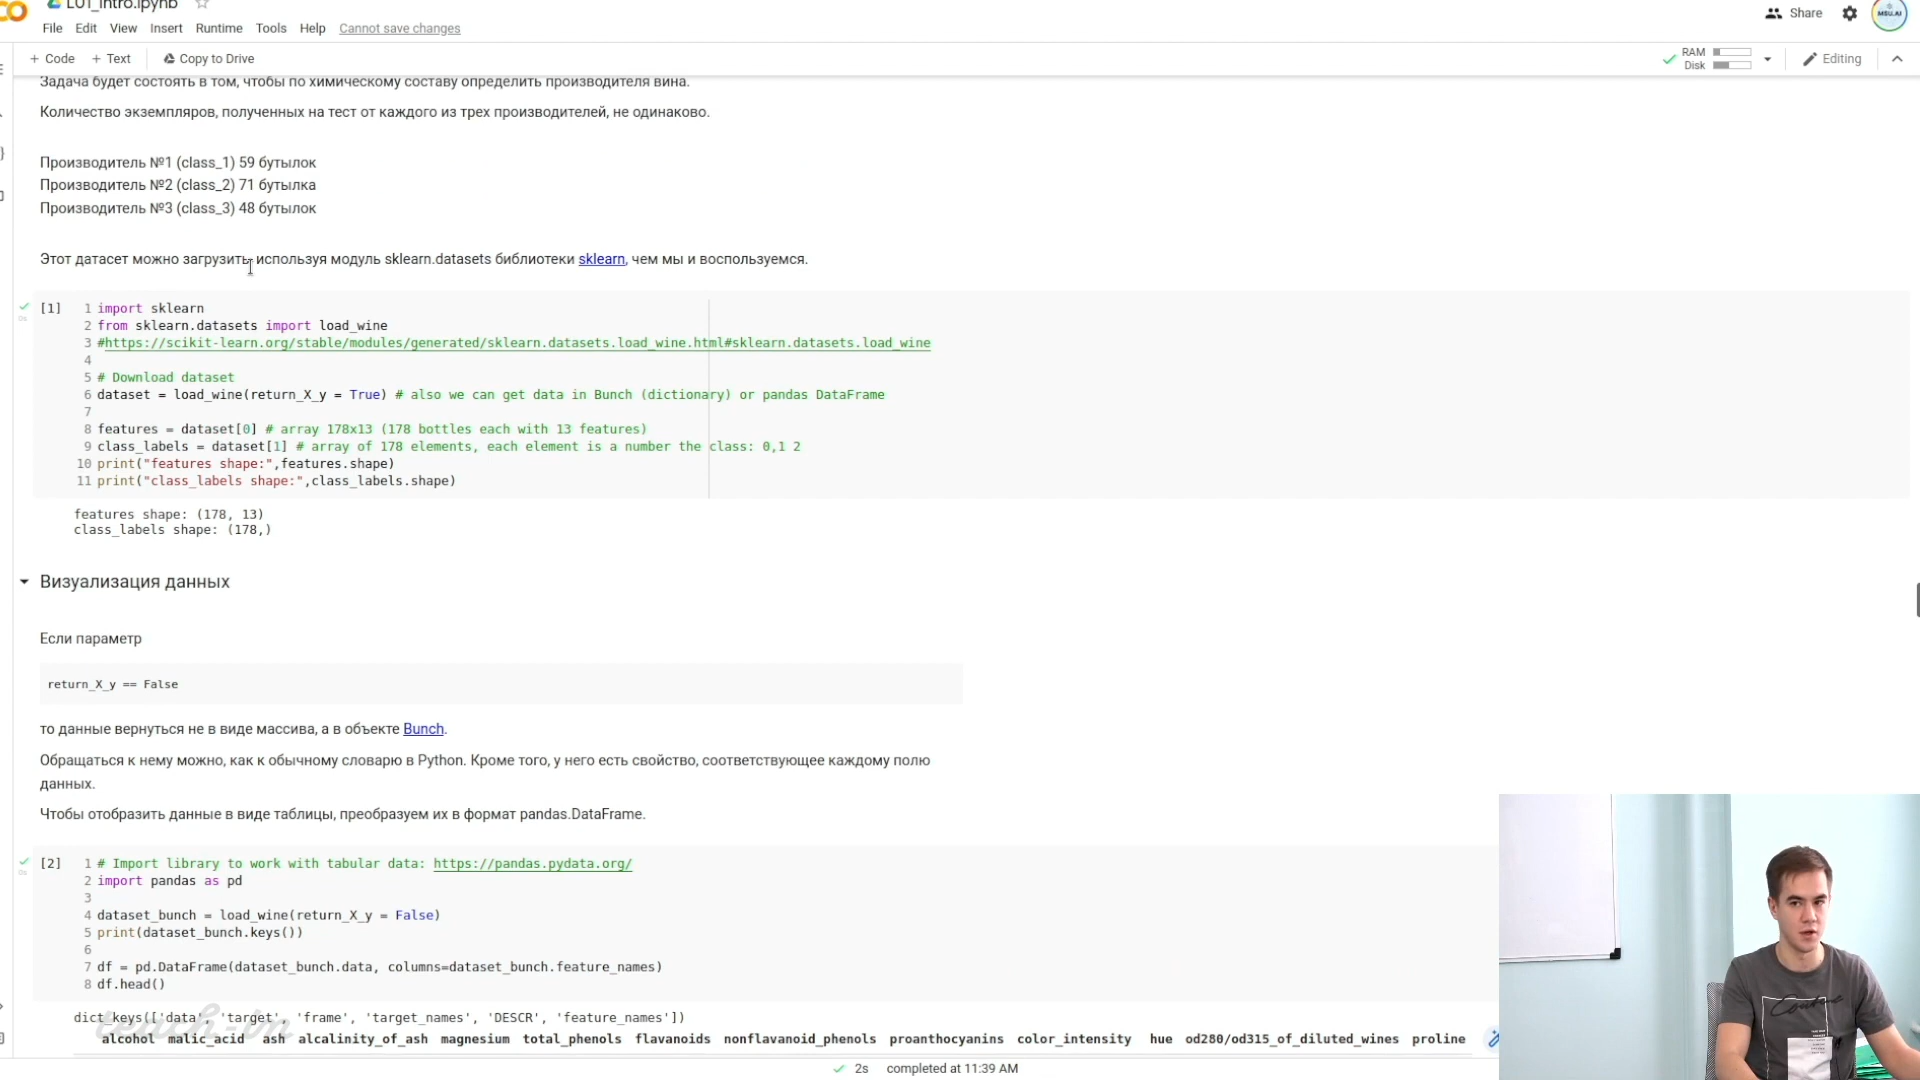 L01_Intro.ipynb
File Edit View Insert Runtime Tools Help Cannot save changes
Share
MSU.AI
+ Code + Text Copy to Drive
RAM
Disk
Editing
Задача будет состоять в том, чтобы по химическому составу определить производителя вина.
Количество экземпляров, полученных на тест от каждого из трех производителей, не одинаково.
Производитель №1 (class_1) 59 бутылок
Производитель №2 (class_2) 71 бутылка
Производитель №3 (class_3) 48 бутылок
Этот датасет можно загрузить используя модуль sklearn.datasets библиотеки sklearn, чем мы и воспользуемся.
[1] 1 import sklearn
2 from sklearn.datasets import load_wine
3 #https://scikit-learn.org/stable/modules/generated/sklearn.datasets.load_wine.html#sklearn.datasets.load_wine
4
5 # Download dataset
6 dataset = load_wine(return_X_y = True) # also we can get data in Bunch (dictionary) or pandas DataFrame
7
8 features = dataset[0] # array 178x13 (178 bottles each with 13 features)
9 class_labels = dataset[1] # array of 178 elements, each element is a number the class: 0,1 2
10 print("features shape:",features.shape)
11 print("class_labels shape:",class_labels.shape)
features shape: (178, 13)
class_labels shape: (178,)
Визуализация данных
Если параметр
return_X_y == False
то данные вернуться не в виде массива, а в объекте Bunch.
Обращаться к нему можно, как к обычному словарю в Python. Кроме того, у него есть свойство, соответствующее каждому полю
данных.
Чтобы отобразить данные в виде таблицы, преобразуем их в формат pandas.DataFrame.
[2] 1 # Import library to work with tabular data: https://pandas.pydata.org/
2 import pandas as pd
3
4 dataset_bunch = load_wine(return_X_y = False)
5 print(dataset_bunch.keys())
6
7 df = pd.DataFrame(dataset_bunch.data, columns=dataset_bunch.feature_names)
8 df.head()
dict_keys(['data', 'target', 'frame', 'target_names', 'DESCR', 'feature_names'])
teach-in
alcohol malic_acid ash alcalinity_of_ash magnesium total_phenols flavanoids nonflavanoid_phenols proanthocyanins color_intensity hue od280/od315_of_diluted_wines proline
2s completed at 11:39 AM